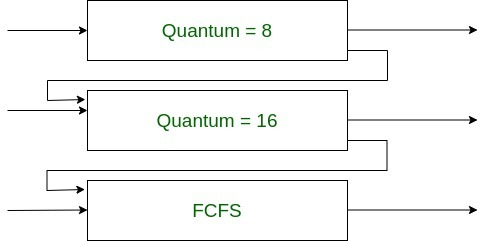 Quantum = 8
Quantum = 16
FCFS